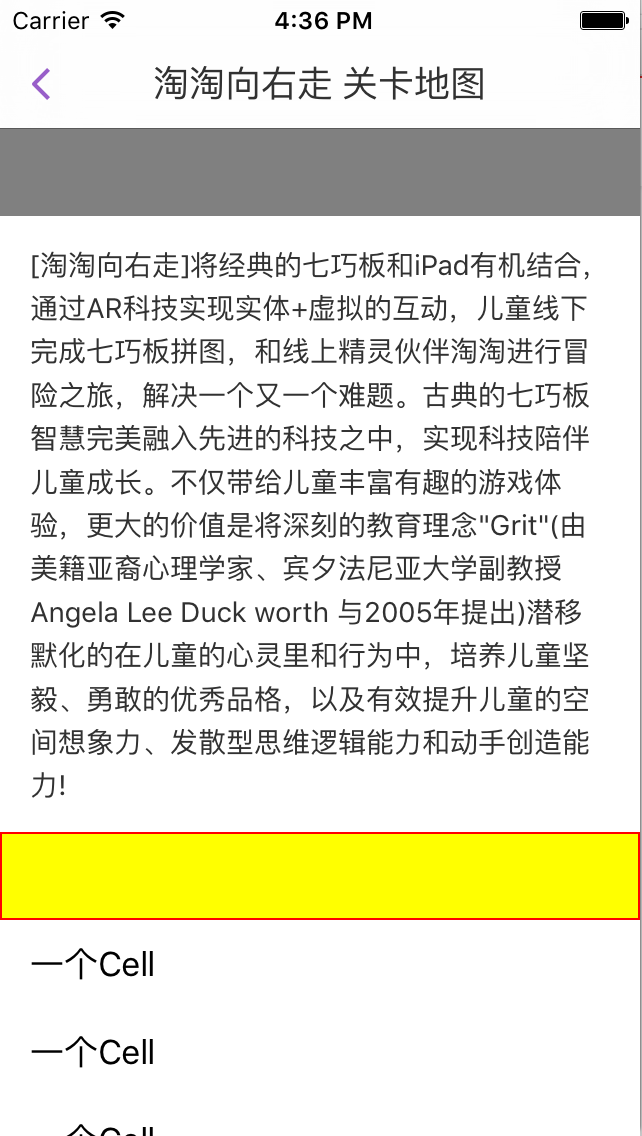 Carrier 4:36 PM
淘淘向右走 关卡地图
[淘淘向右走]将经典的七巧板和iPad有机结合，
通过AR科技实现实体+虚拟的互动，儿童线下
完成七巧板拼图，和线上精灵伙伴淘淘进行冒
险之旅，解决一个又一个难题。古典的七巧板
智慧完美融入先进的科技之中，实现科技陪伴
儿童成长。不仅带给儿童丰富有趣的游戏体
验，更大的价值是将深刻的教育理念"Grit"(由
美籍亚裔心理学家、宾夕法尼亚大学副教授
Angela Lee Duck worth 与2005年提出)潜移
默化的在儿童的心灵里和行为中，培养儿童坚
毅、勇敢的优秀品格，以及有效提升儿童的空
间想象力、发散型思维逻辑能力和动手创造能
力!
一个Cell
一个Cell
一个Cell